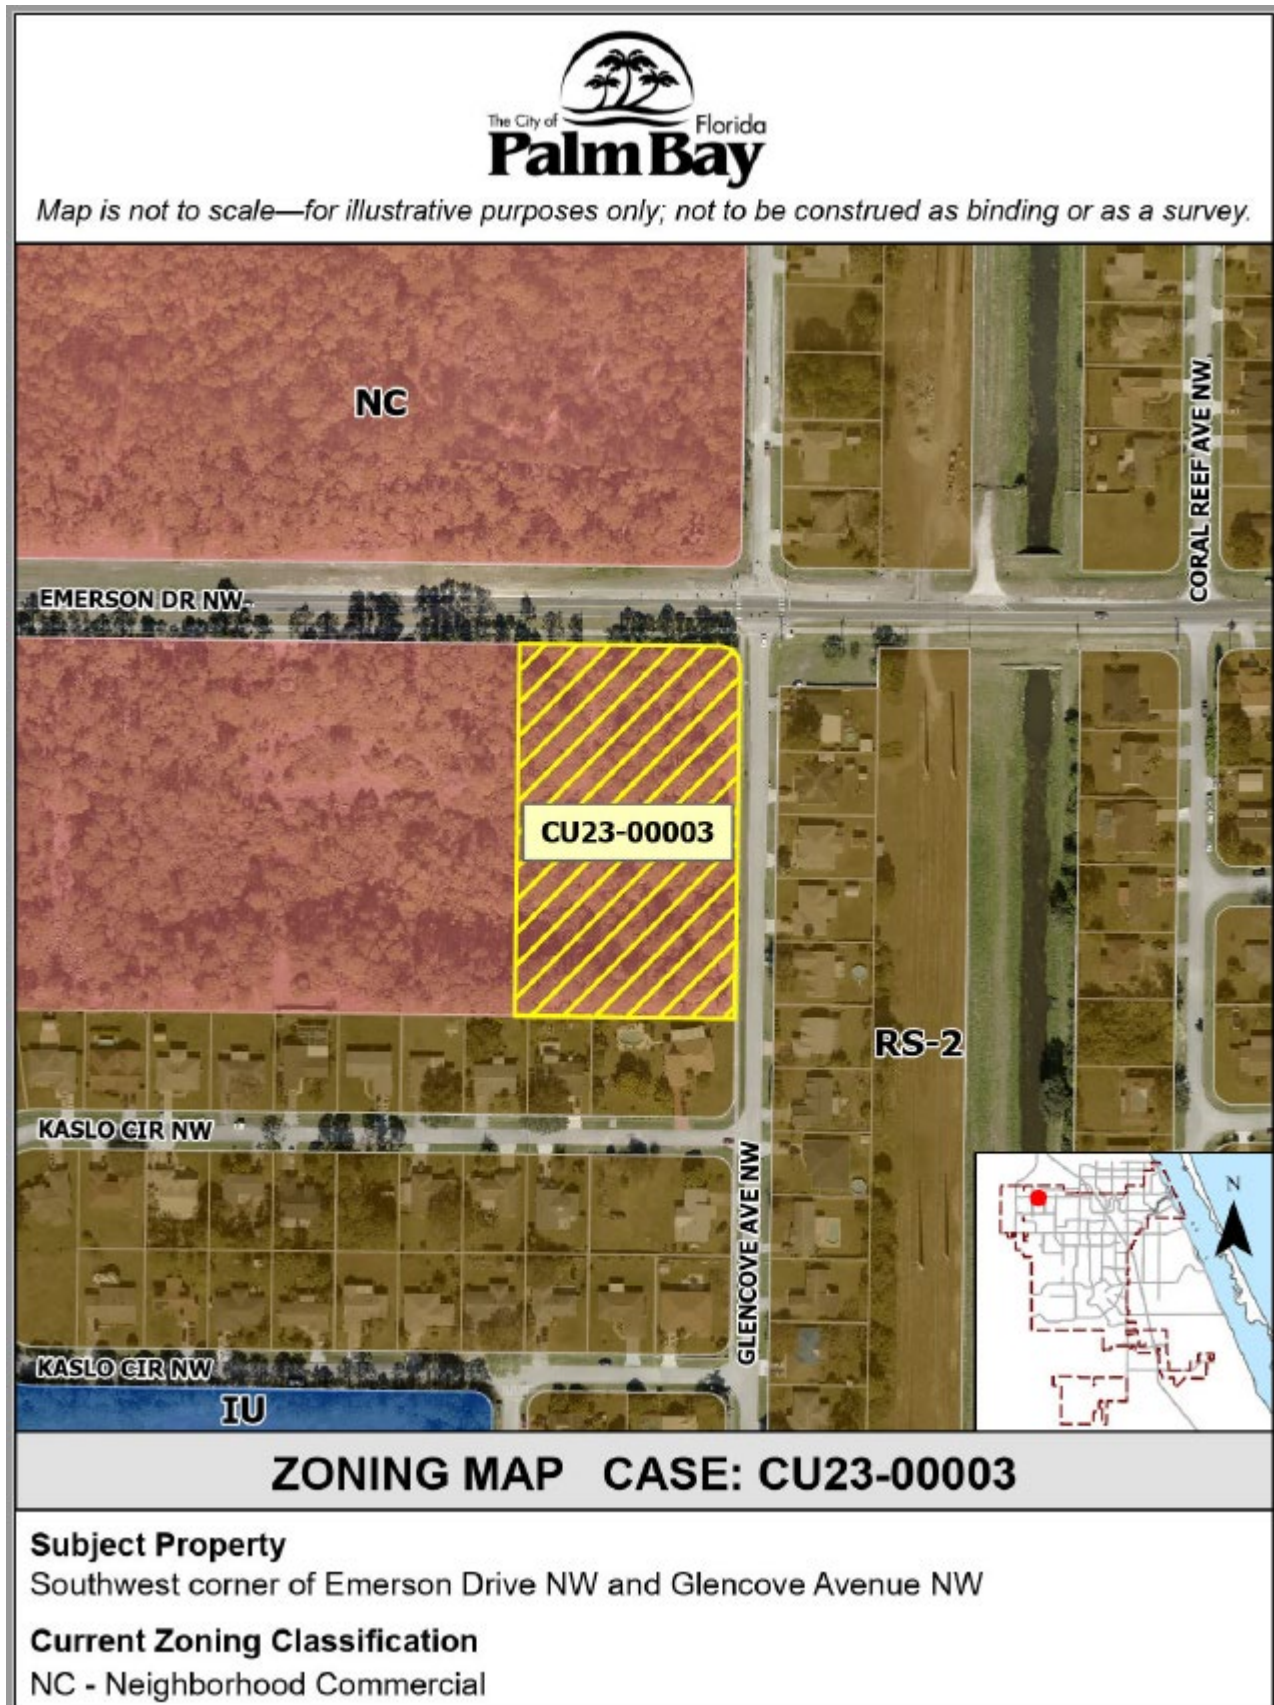 The City of Florida
Palm Bay
Map is not to scale—for illustrative purposes only; not to be construed as binding or as a survey.
NC
CORAL REEF AVE NW
EMERSON DR NW
CU23-00003
RS-2
KASLO CIR NW
GLENCOVE AVE NW
N
KASLO CIR NW
IU
ZONING MAP CASE: CU23-00003
Subject Property
Southwest corner of Emerson Drive NW and Glencove Avenue NW
Current Zoning Classification
NC - Neighborhood Commercial